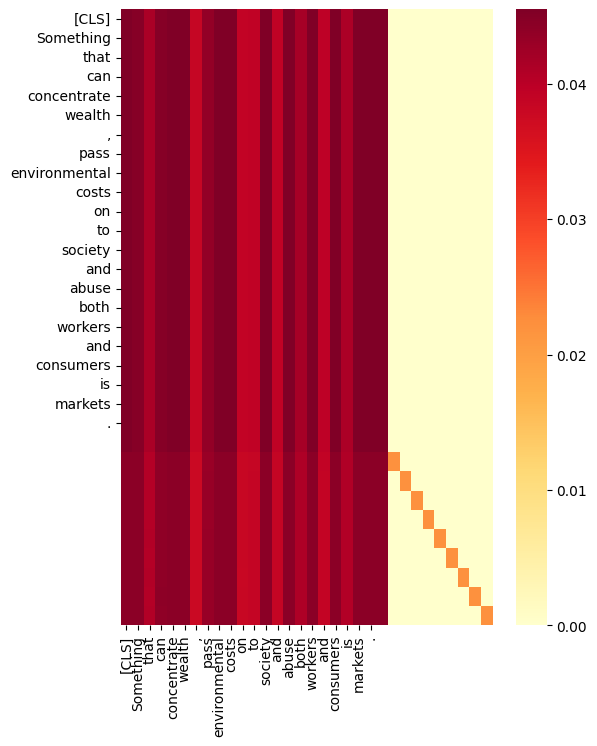 [CLS]
Something
that
can
concentrate
wealth
,
pass
environmental
costs
on
to
society
and
abuse
both
workers
and
consumers
is
markets
.
0.04
0.03
0.02
0.01
0.00
[CLS]
Something
that
can
concentrate
wealth
,
pass
environmental
costs
on
to
society
and
abuse
both
workers
and
consumers
is
markets
.